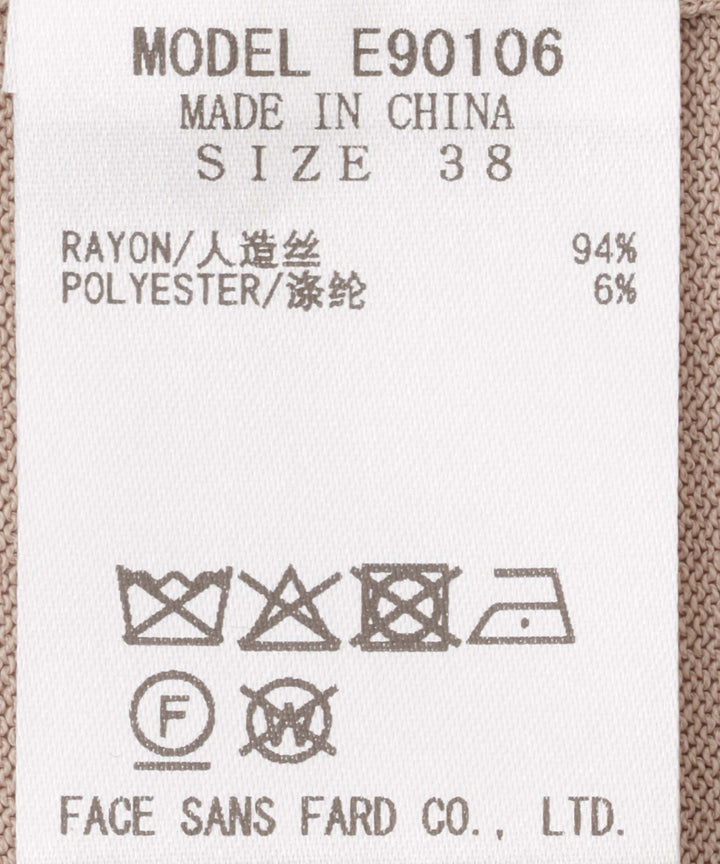 MODEL E90106
MADE IN CHINA
SIZE 38
RAYON/人造丝 94%
POLYESTER/涤纶 6%
F W
FACE SANS FARD CO., LTD.